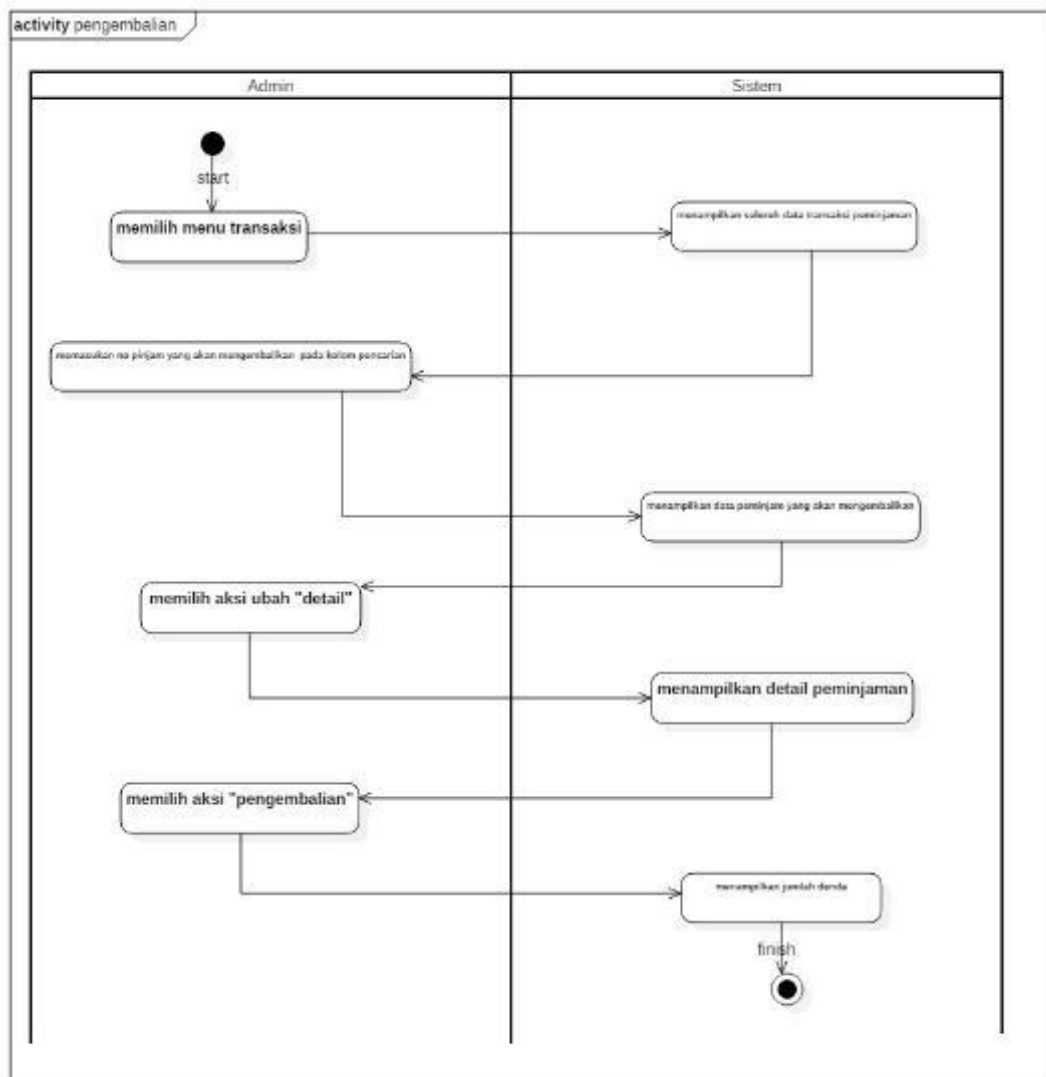 activity pengembalian
Admin
Sistem
start
memilih menu transaksi
menampilkan seluruh data transaksi peminjaman
memasukan no pinjam yang akan mengembalikan pada kolom pencarian
menampilkan data peminjam yang akan mengembalikan
memilih aksi ubah "detail"
menampilkan detail peminjaman
memilih aksi "pengembalian"
menampilkan jumlah denda
finish